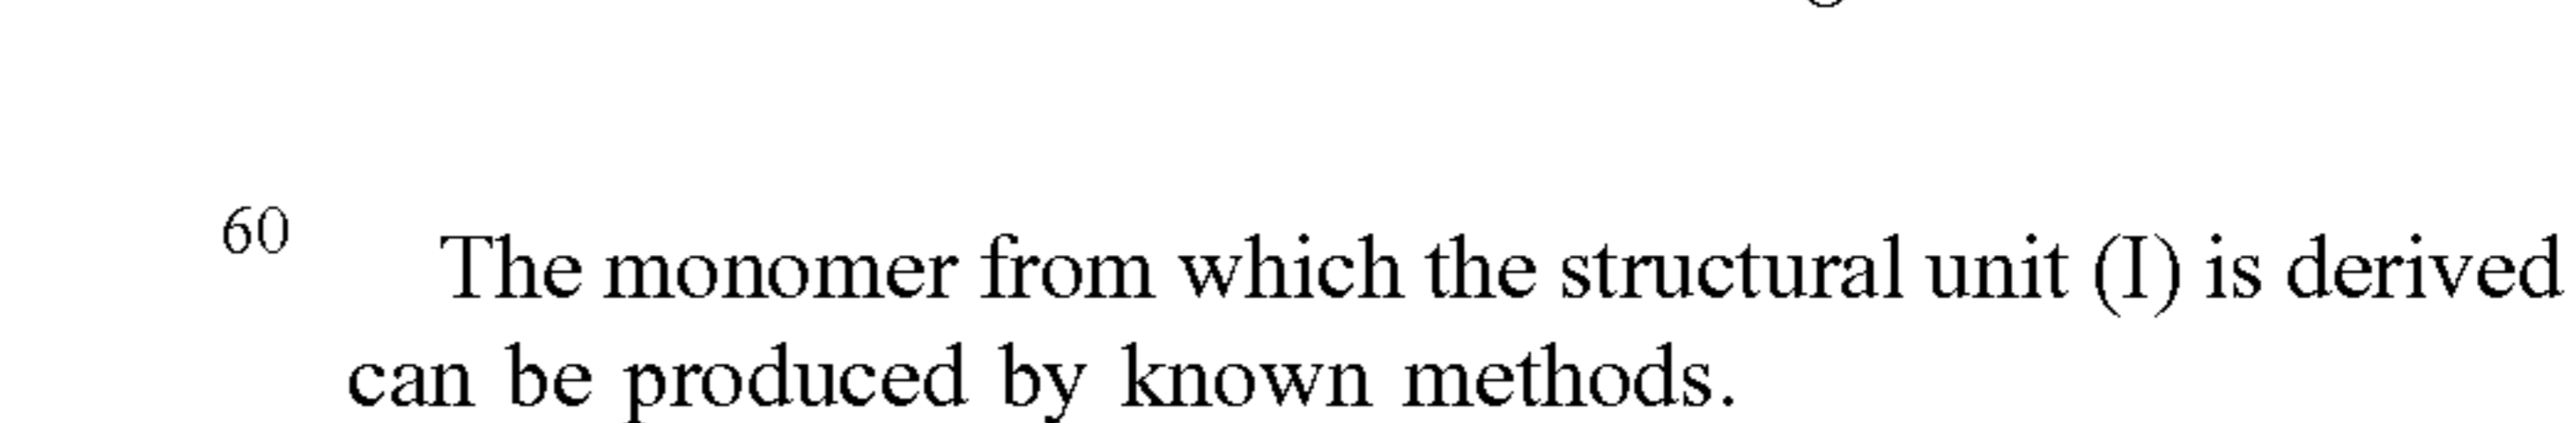 60 The monomer from which the structural unit (I) is derived
can be produced by known methods.